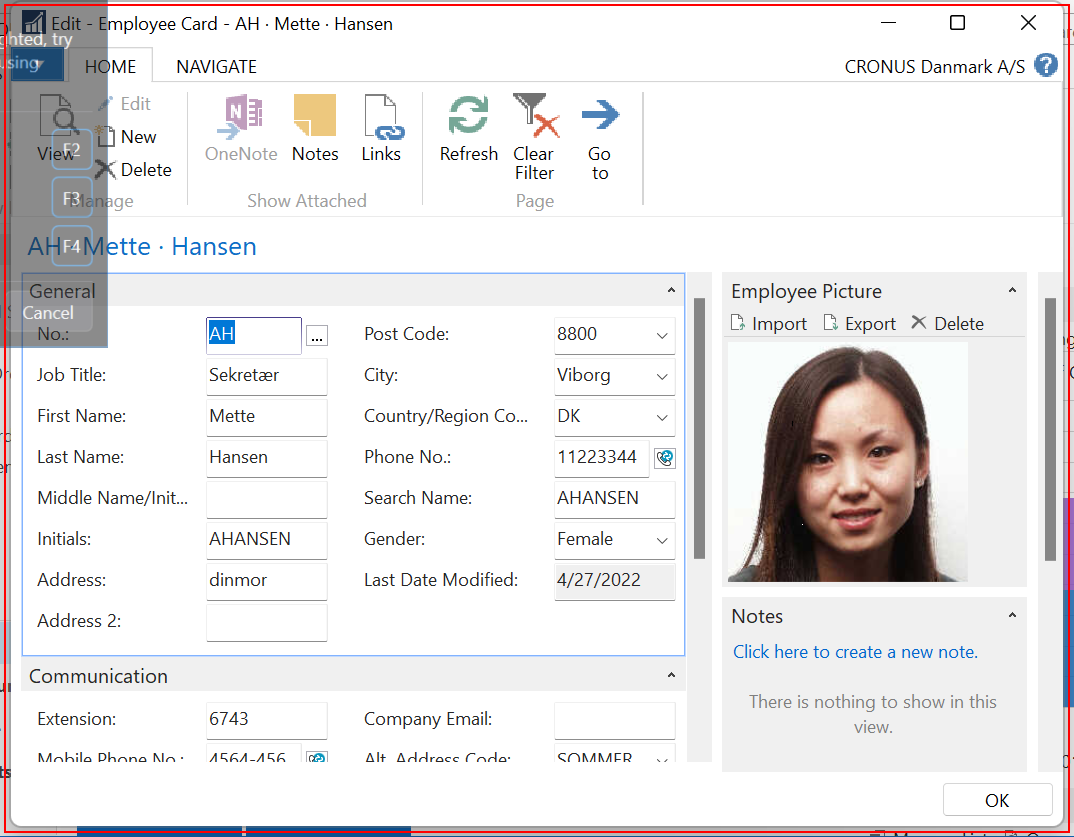 Edit - Employee Card - AH · Mette · Hansen
ghted, try
using
HOME
NAVIGATE
CRONUS Danmark A/S
?
View
Edit
New
Delete
Manage
OneNote
Notes
Links
Show Attached
Refresh
Clear
Filter
Go
to
Page
F2
F3
F4
Cancel
AH · Mette · Hansen
General
No.:
AH
...
Post Code:
8800
Job Title:
Sekretær
City:
Viborg
First Name:
Mette
Country/Region Co...
DK
Last Name:
Hansen
Phone No.:
11223344
Middle Name/Init...
Search Name:
AHANSEN
Initials:
AHANSEN
Gender:
Female
Address:
dinmor
Last Date Modified:
4/27/2022
Address 2:
Communication
Extension:
6743
Company Email:
Mobile Phone No.:
4564-456
Alt. Address Code:
SOMMER
Employee Picture
Import
Export
Delete
Notes
Click here to create a new note.
There is nothing to show in this
view.
OK